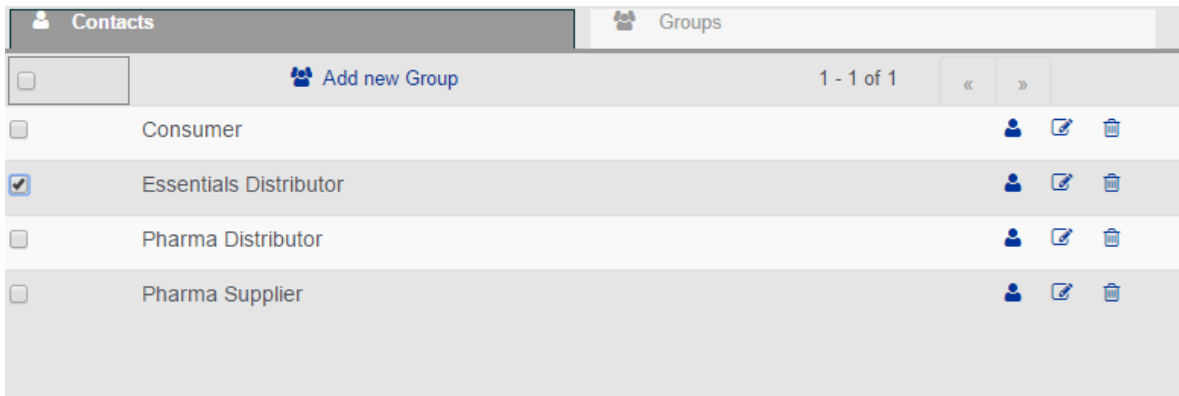 Contacts Groups
Add new Group 1 - 1 of 1 « »
Consumer
Essentials Distributor
Pharma Distributor
Pharma Supplier